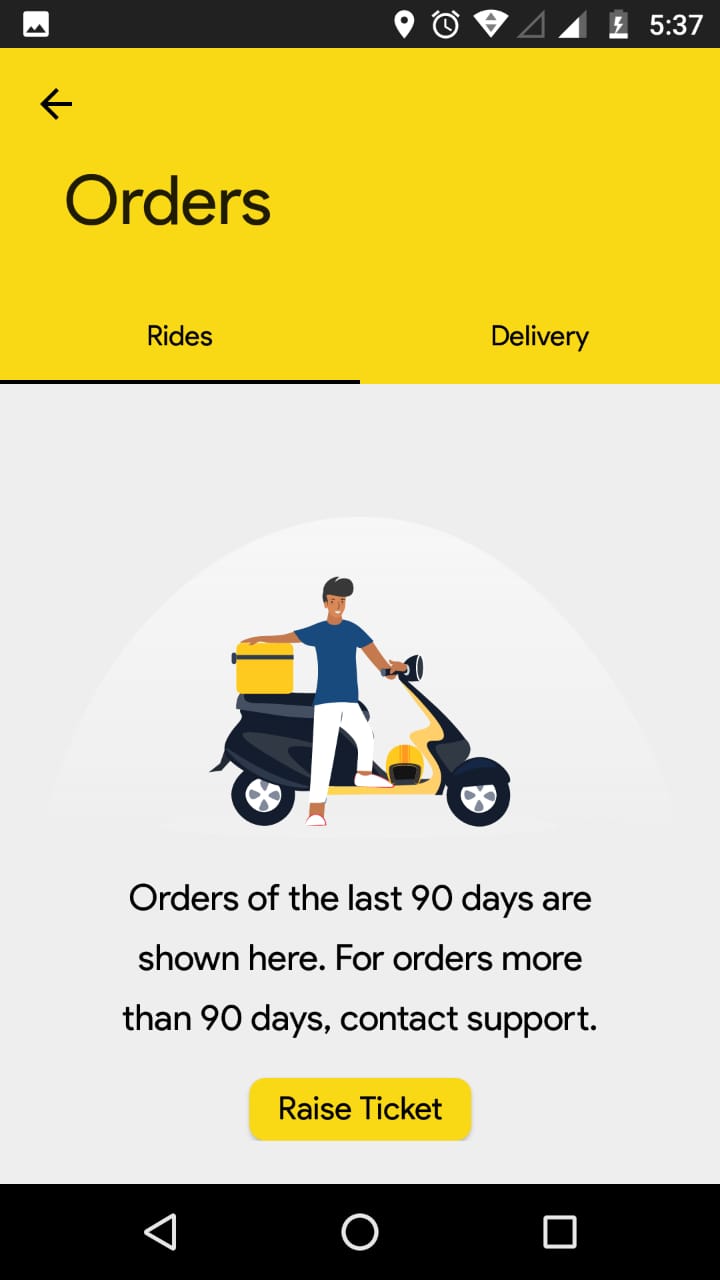 5:37
Orders
Rides
Delivery
Orders of the last 90 days are
shown here. For orders more
than 90 days, contact support.
Raise Ticket